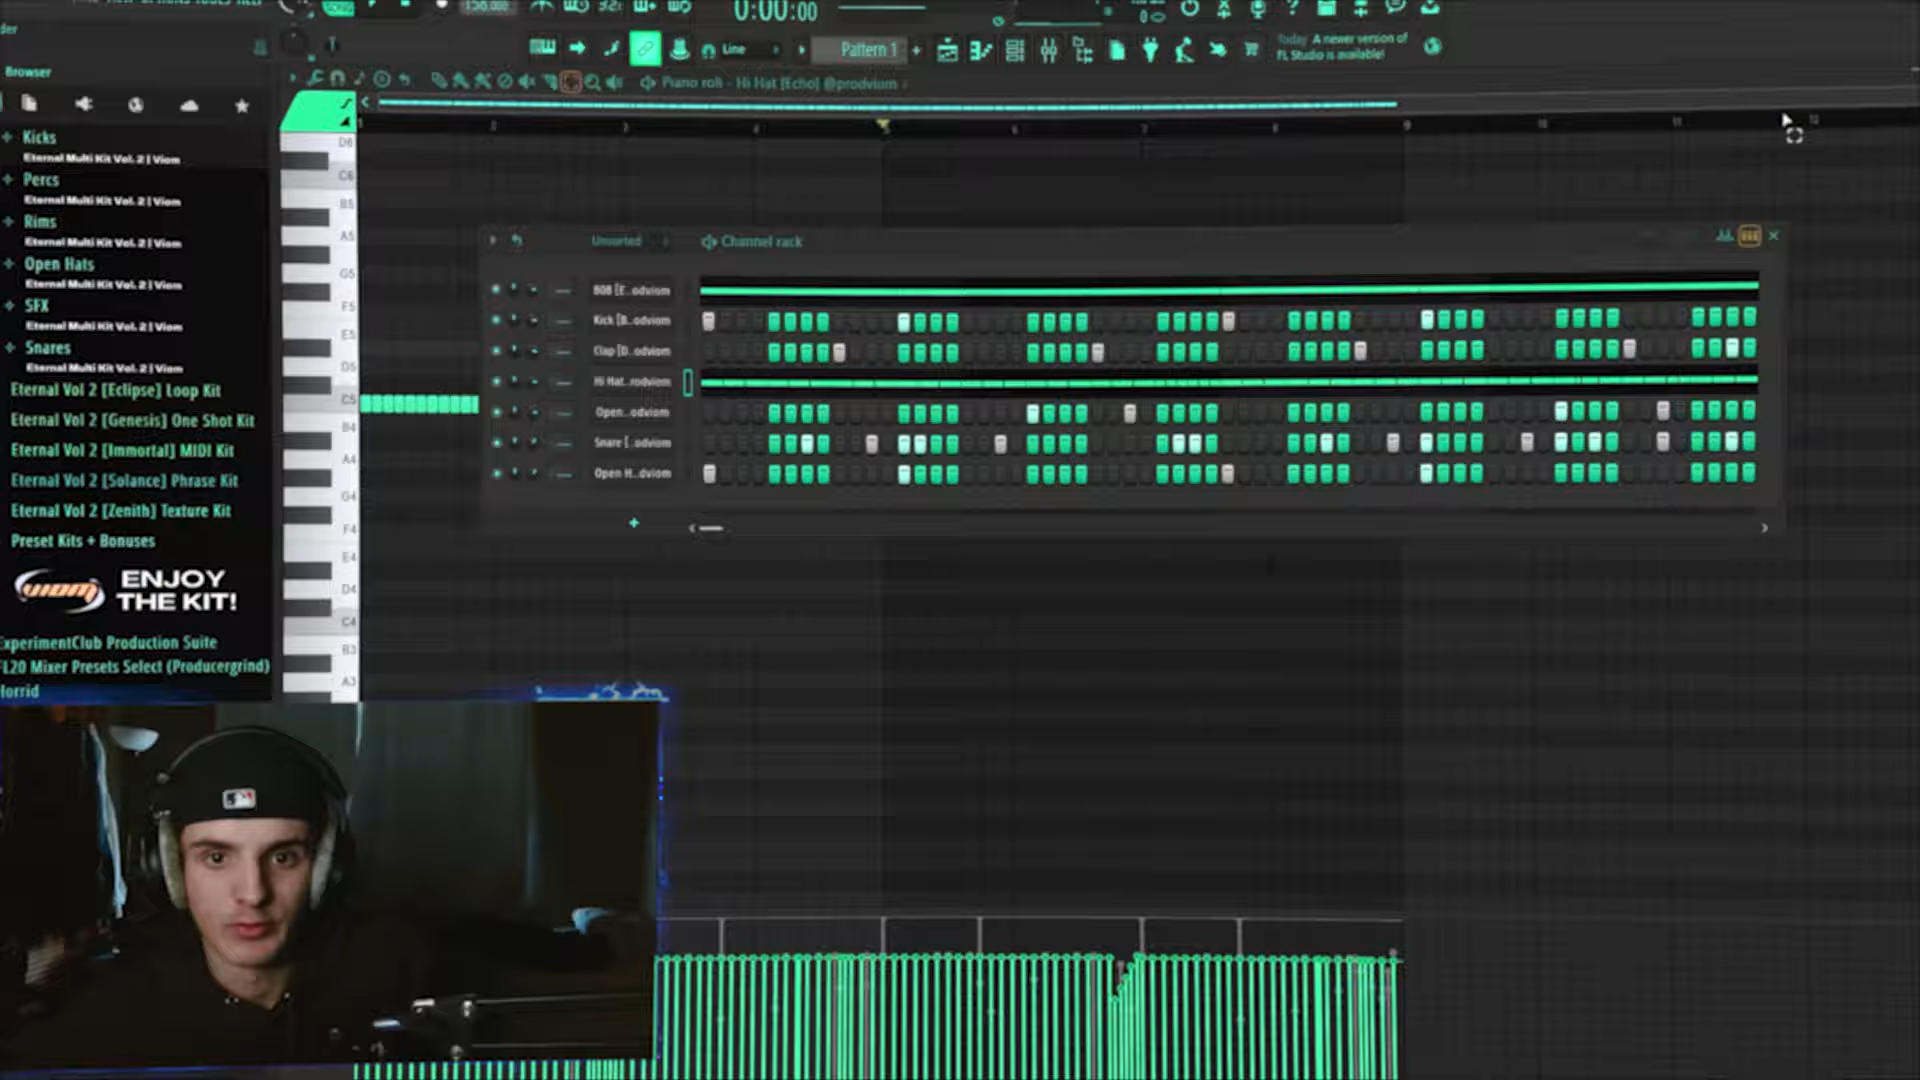 0:00:00
Line
Pattern 1
Today A newer version of
FL Studio is available!
Browser
Piano roll - Hi Hat [Echo] @prodviom
Kicks
Eternal Multi Kit Vol. 2 | Viom
Percs
Eternal Multi Kit Vol. 2 | Viom
Rims
Eternal Multi Kit Vol. 2 | Viom
Open Hats
Eternal Multi Kit Vol. 2 | Viom
SFX
Eternal Multi Kit Vol. 2 | Viom
Snares
Eternal Multi Kit Vol. 2 | Viom
Eternal Vol 2 [Eclipse] Loop Kit
Eternal Vol 2 [Genesis] One Shot Kit
Eternal Vol 2 [Immortal] MIDI Kit
Eternal Vol 2 [Solance] Phrase Kit
Eternal Vol 2 [Zenith] Texture Kit
Preset Kits + Bonuses
viom
ENJOY
THE KIT!
ExperimentClub Production Suite
FL20 Mixer Presets Select (Producergrind)
Horrid
D6
C6
B5
A5
G5
F5
E5
D5
C5
B4
A4
G4
F4
E4
D4
C4
B3
A3
Unsorted
Channel rack
808 [E..odviom
Kick [B..odviom
Clap [D..odviom
Hi Hat..rodviom
Open..odviom
Snare [..odviom
Open H..dviom